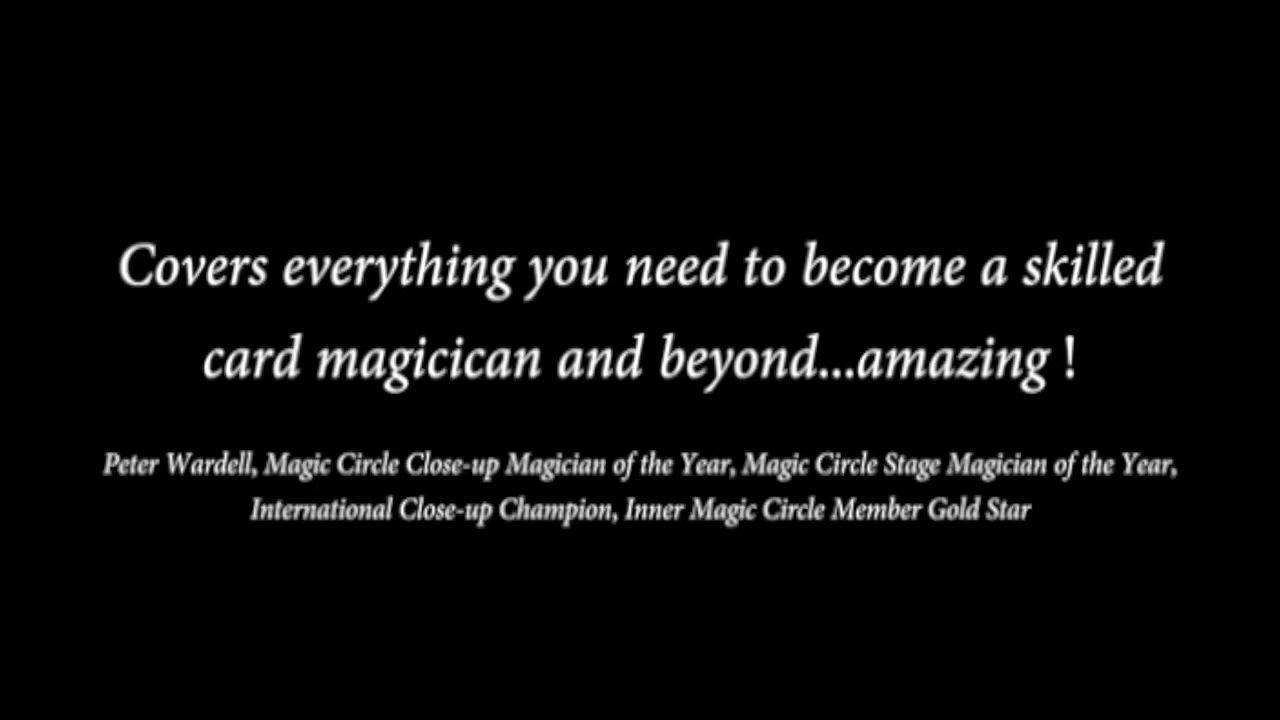 Covers everything you need to become a skilled
card magicican and beyond...amazing !
Peter Wardell, Magic Circle Close-up Magician of the Year, Magic Circle Stage Magician of the Year,
International Close-up Champion, Inner Magic Circle Member Gold Star